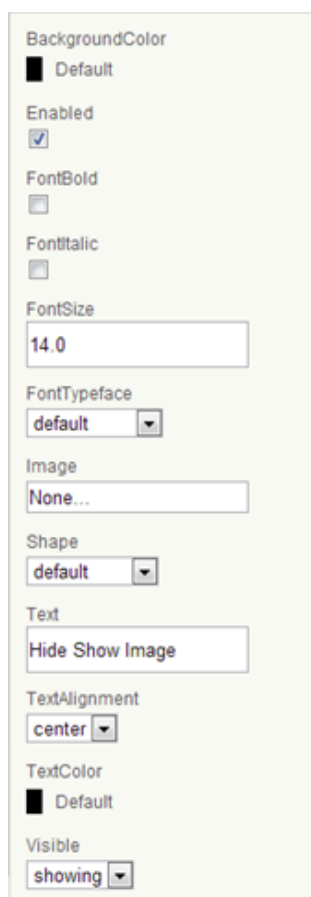 BackgroundColor
Default
Enabled
FontBold
FontItalic
FontSize
14.0
FontTypeface
default
Image
None...
Shape
default
Text
Hide Show Image
TextAlignment
center
TextColor
Default
Visible
showing